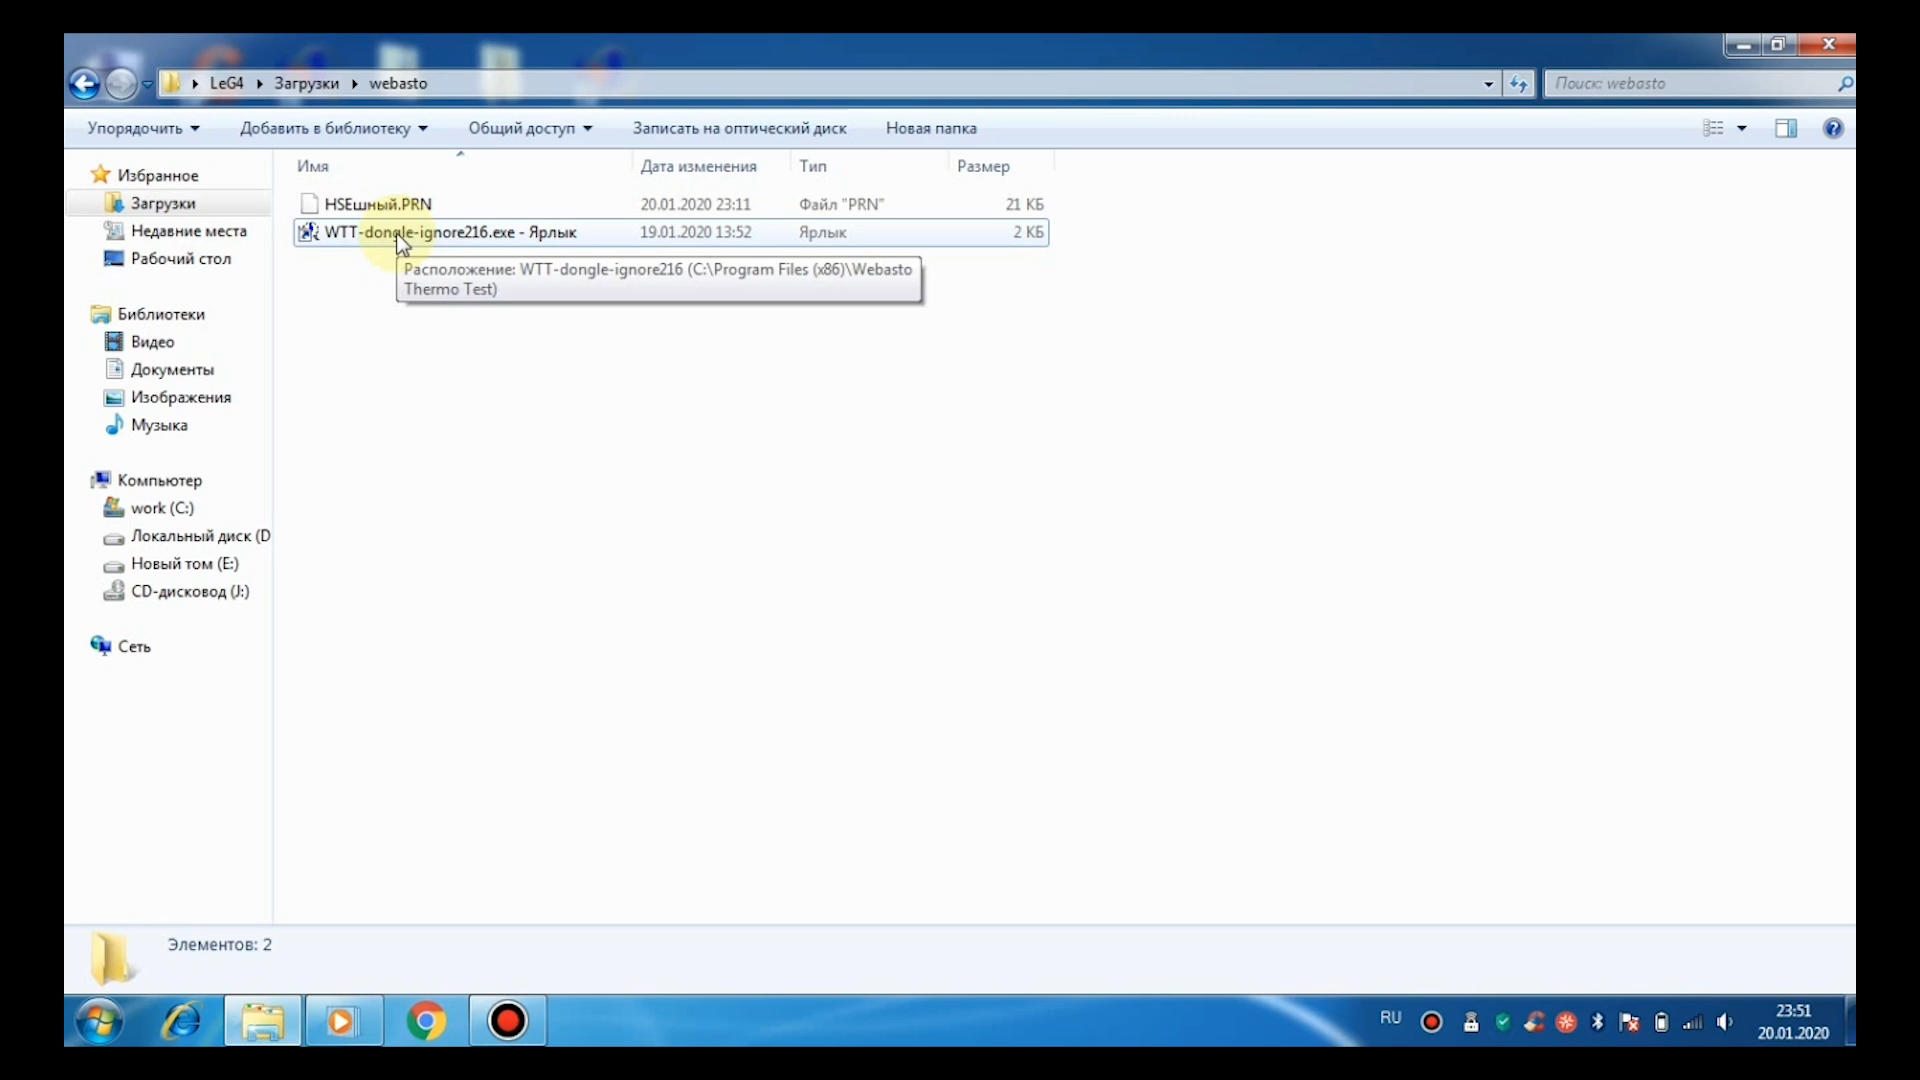 LeG4 Загрузки webasto
Поиск: webasto
Упорядочить Добавить в библиотеку Общий доступ Записать на оптический диск Новая папка
Имя Дата изменения Тип Размер
HSEшный.PRN 20.01.2020 23:11 Файл "PRN" 21 КБ
WTT-dongle-ignore216.exe - Ярлык 19.01.2020 13:52 Ярлык 2 КБ
Расположение: WTT-dongle-ignore216 (C:\Program Files (x86)\Webasto
Thermo Test)
Избранное
Загрузки
Недавние места
Рабочий стол
Библиотеки
Видео
Документы
Изображения
Музыка
Компьютер
work (C:)
Локальный диск (D
Новый том (E:)
CD-дисковод (J:)
Сеть
Элементов: 2
RU
23:51
20.01.2020